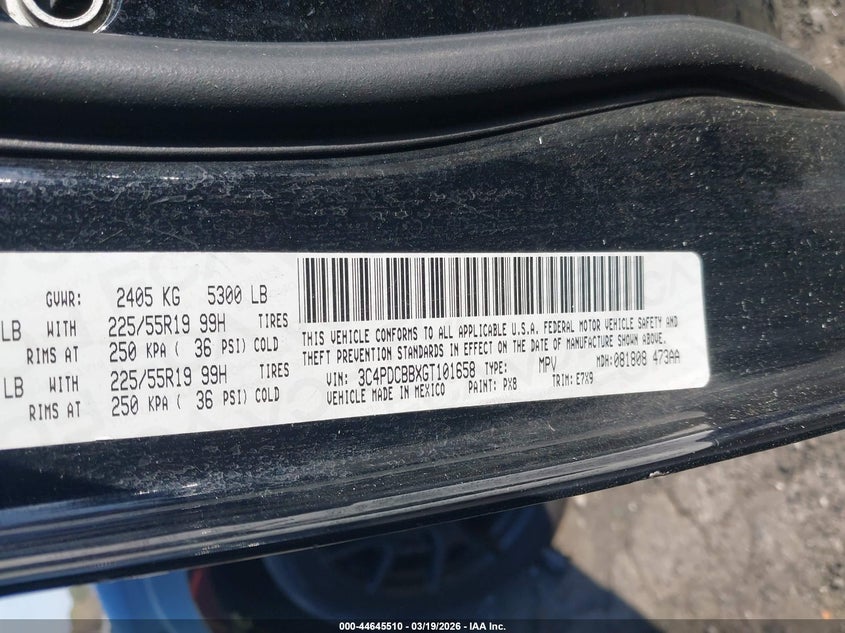 GVWR: 2405 KG 5300 LB
LB WITH 225/55R19 99H TIRES
RIMS AT 250 KPA ( 36 PSI) COLD
LB WITH 225/55R19 99H TIRES
RIMS AT 250 KPA ( 36 PSI) COLD
THIS VEHICLE CONFORMS TO ALL APPLICABLE U.S.A. FEDERAL MOTOR VEHICLE SAFETY AND
THEFT PREVENTION STANDARDS IN EFFECT ON THE DATE OF MANUFACTURE SHOWN ABOVE.
VIN: 3C4PDCBBXGT101658 TYPE: MPV MDH: 081808 473AA
VEHICLE MADE IN MEXICO PAINT: PX8 TRIM: E7X9
000-44645510 | 03/19/2026 | IAA Inc.